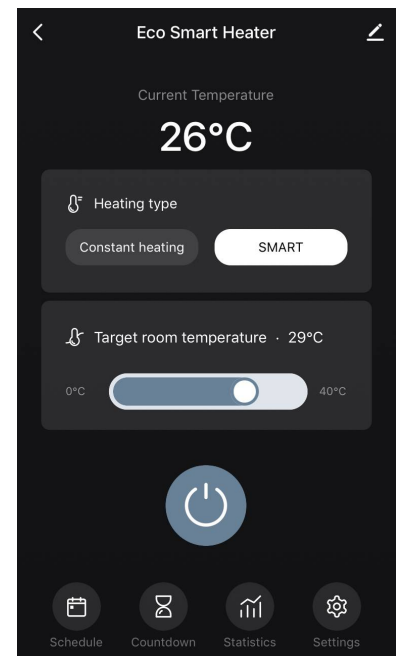 Eco Smart Heater
Current Temperature
26°C
Heating type
Constant heating SMART
Target room temperature · 29°C
0°C 40°C
Schedule Countdown Statistics Settings